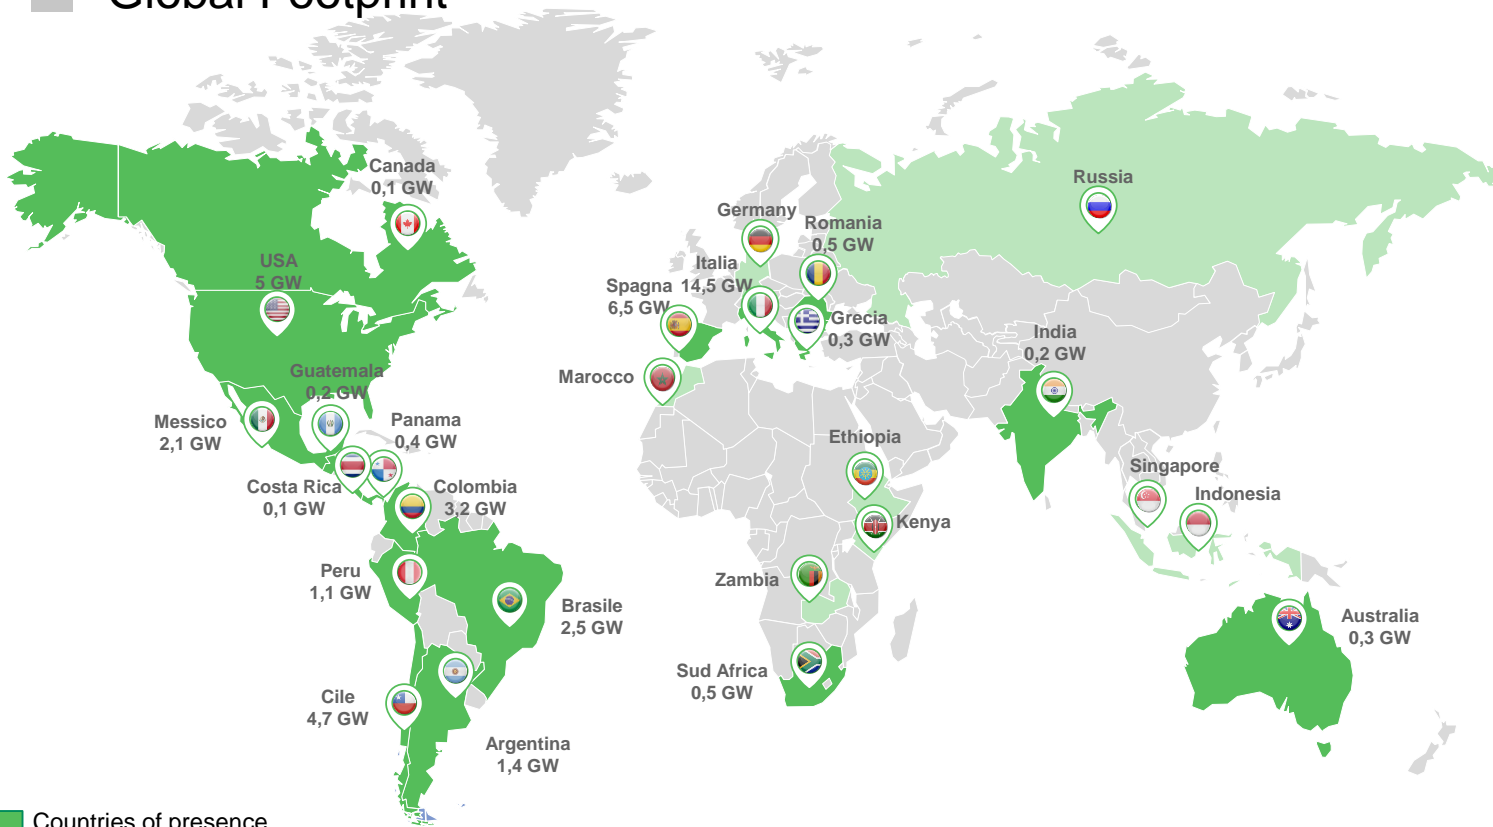 Global Footprint
Canada
0,1 GW
Russia
Germany
Romania
0,5 GW
USA
5 GW
Italia
14,5 GW
Spagna
6,5 GW
Grecia
0,3 GW
India
0,2 GW
Guatemala
0,2 GW
Marocco
Messico
2,1 GW
Panama
0,4 GW
Ethiopia
Singapore
Costa Rica
0,1 GW
Colombia
3,2 GW
Indonesia
Kenya
Peru
1,1 GW
Zambia
Brasile
2,5 GW
Australia
0,3 GW
Sud Africa
0,5 GW
Cile
4,7 GW
Argentina
1,4 GW
Countries of presence